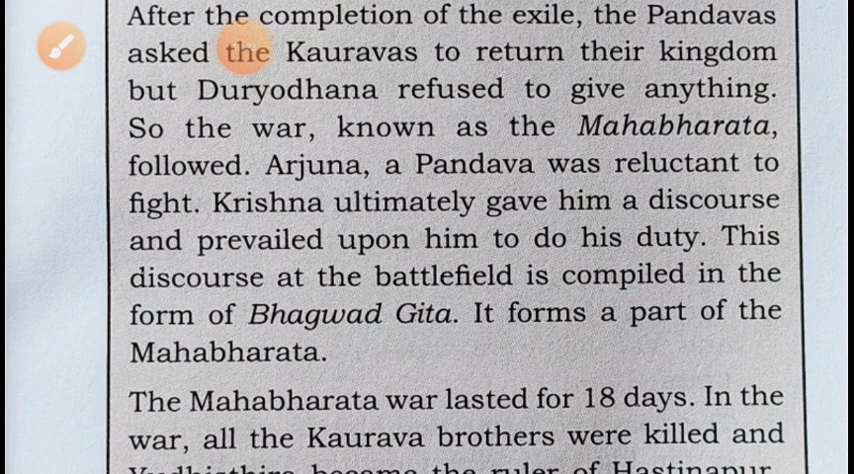 After the completion of the exile, the Pandavas
asked the Kauravas to return their kingdom
but Duryodhana refused to give anything.
So the war, known as the Mahabharata,
followed. Arjuna, a Pandava was reluctant to
fight. Krishna ultimately gave him a discourse
and prevailed upon him to do his duty. This
discourse at the battlefield is compiled in the
form of Bhagwad Gita. It forms a part of the
Mahabharata.
The Mahabharata war lasted for 18 days. In the
war, all the Kaurava brothers were killed and
became the ruler of Hastinapur.